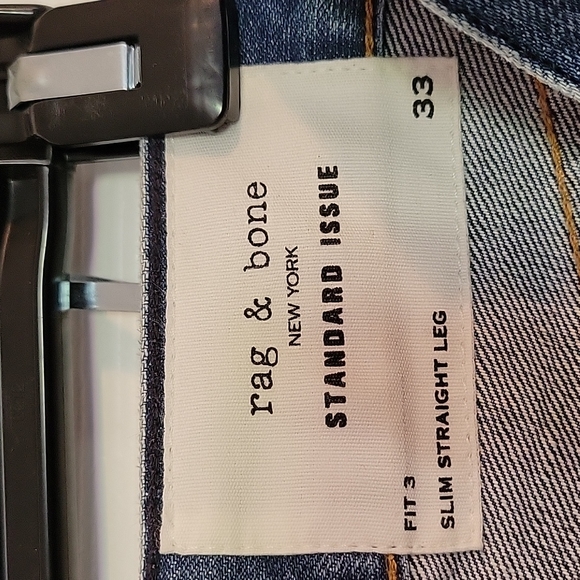 rag & bone
NEW YORK
STANDARD ISSUE
FIT 3
SLIM STRAIGHT LEG
33